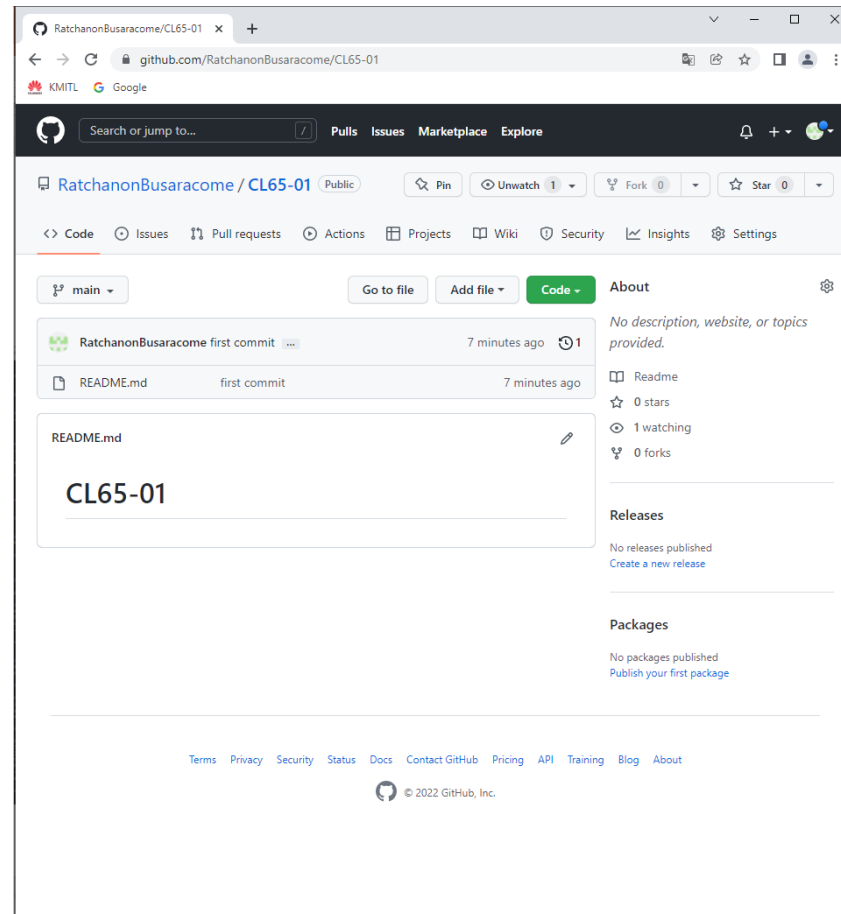 RatchanonBusaracome/CL65-01
github.com/RatchanonBusaracome/CL65-01
KMITL Google
Search or jump to... / Pulls Issues Marketplace Explore
RatchanonBusaracome / CL65-01 Public Pin Unwatch 1 Fork 0 Star 0
<> Code Issues Pull requests Actions Projects Wiki Security Insights Settings
main Go to file Add file Code
RatchanonBusaracome first commit ... 7 minutes ago 1
README.md first commit 7 minutes ago
README.md
CL65-01
About
No description, website, or topics
provided.
Readme
0 stars
1 watching
0 forks
Releases
No releases published
Create a new release
Packages
No packages published
Publish your first package
Terms Privacy Security Status Docs Contact GitHub Pricing API Training Blog About
© 2022 GitHub, Inc.